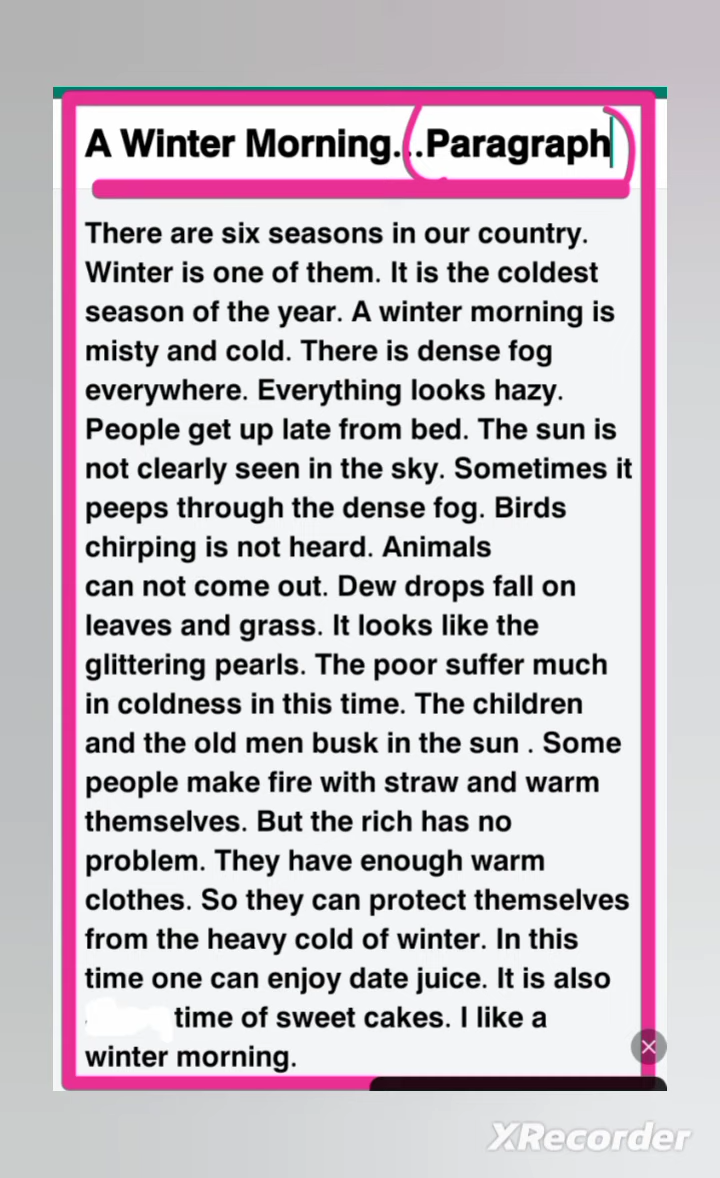 A Winter Morning...Paragraph
There are six seasons in our country.
Winter is one of them. It is the coldest
season of the year. A winter morning is
misty and cold. There is dense fog
everywhere. Everything looks hazy.
People get up late from bed. The sun is
not clearly seen in the sky. Sometimes it
peeps through the dense fog. Birds
chirping is not heard. Animals
can not come out. Dew drops fall on
leaves and grass. It looks like the
glittering pearls. The poor suffer much
in coldness in this time. The children
and the old men busk in the sun . Some
people make fire with straw and warm
themselves. But the rich has no
problem. They have enough warm
clothes. So they can protect themselves
from the heavy cold of winter. In this
time one can enjoy date juice. It is also
time of sweet cakes. I like a
winter morning.
XRecorder